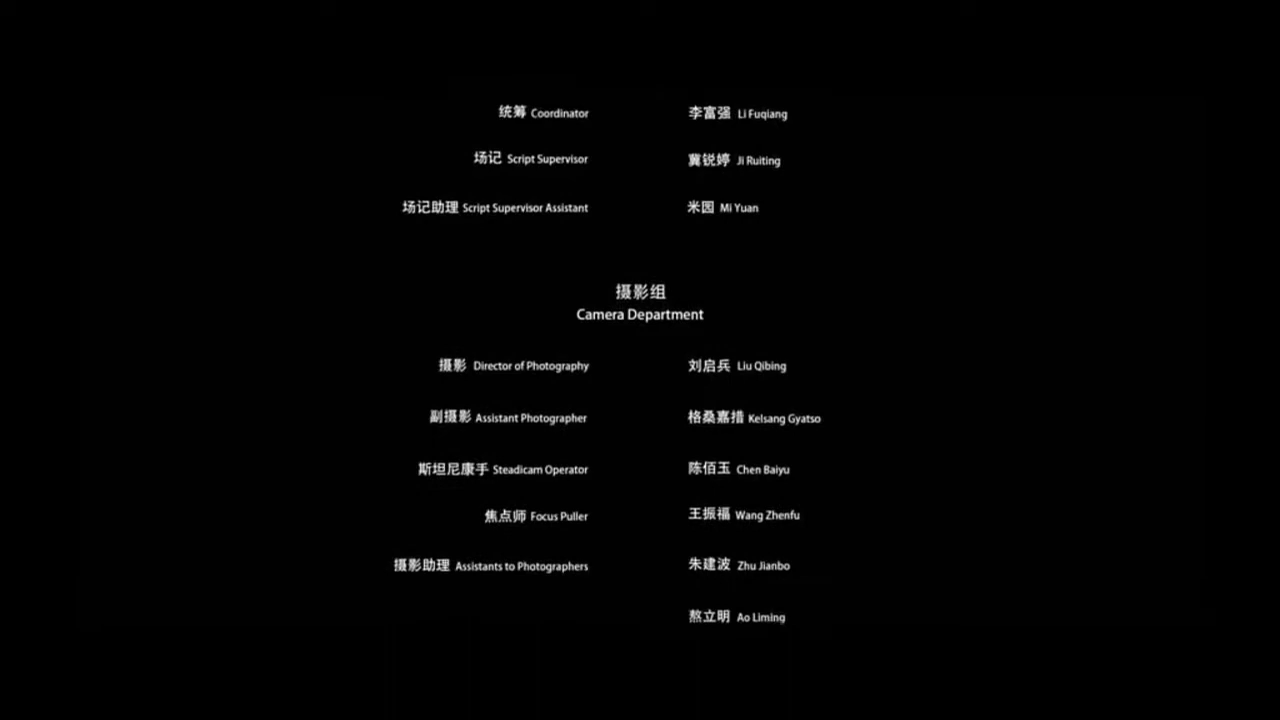 统筹 Coordinator 李富强 Li Fuqiang
场记 Script Supervisor 冀锐婷 Ji Ruiting
场记助理 Script Supervisor Assistant 米园 Mi Yuan
摄影组
Camera Department
摄影 Director of Photography 刘启兵 Liu Qibing
副摄影 Assistant Photographer 格桑嘉措 Kelsang Gyatso
斯坦尼康手 Steadicam Operator 陈佰玉 Chen Baiyu
焦点师 Focus Puller 王振福 Wang Zhenfu
摄影助理 Assistants to Photographers 朱建波 Zhu Jianbo
熬立明 Ao Liming